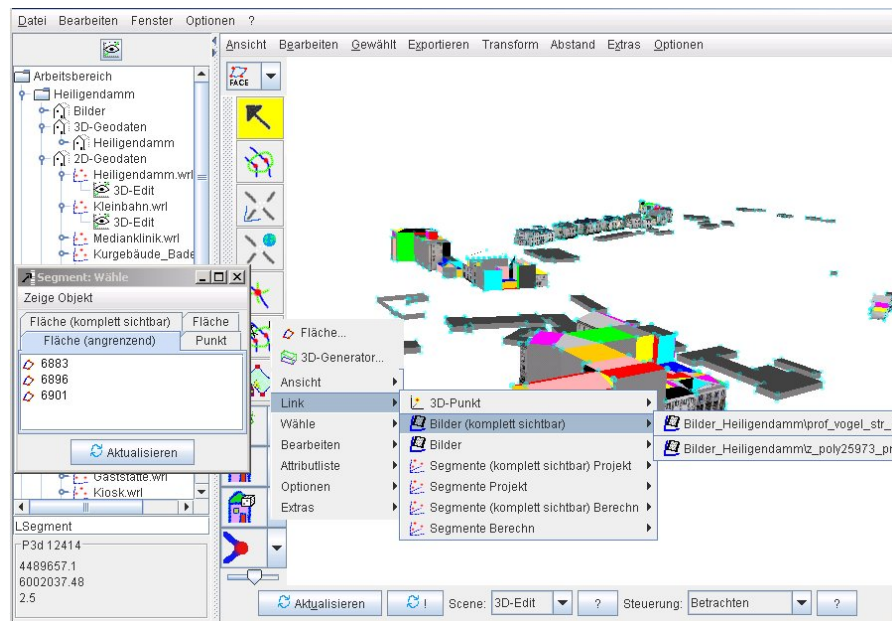 Datei Bearbeiten Fenster Optionen ?
Ansicht Bearbeiten Gewählt Exportieren Transform Abstand Extras Optionen
FACE
Arbeitsbereich
Heiligendamm
Bilder
3D-Geodaten
Heiligendamm
2D-Geodaten
Heiligendamm.wrl
3D-Edit
Kleinbahn.wrl
3D-Edit
Medianklinik.wrl
Kurgebäude_Bade
Segment: Wähle
Zeige Objekt
Fläche (komplett sichtbar) Fläche
Fläche (angrenzend) Punkt
6883
6896
6901
Aktualisieren
Gaststätte.wrl
Kiosk.wrl
LSegment
P3d 12414
4489657.1
6002037.48
2.5
Fläche...
3D-Generator...
Ansicht
Link
Wähle
Bearbeiten
Attributliste
Optionen
Extras
3D-Punkt
Bilder (komplett sichtbar)
Bilder
Segmente (komplett sichtbar) Projekt
Segmente Projekt
Segmente (komplett sichtbar) Berechn
Segmente Berechn
Bilder_Heiligendamm\prof_vogel_str_
Bilder_Heiligendamm\z_poly25973_pr
Aktualisieren ! Scene: 3D-Edit ? Steuerung: Betrachten ?